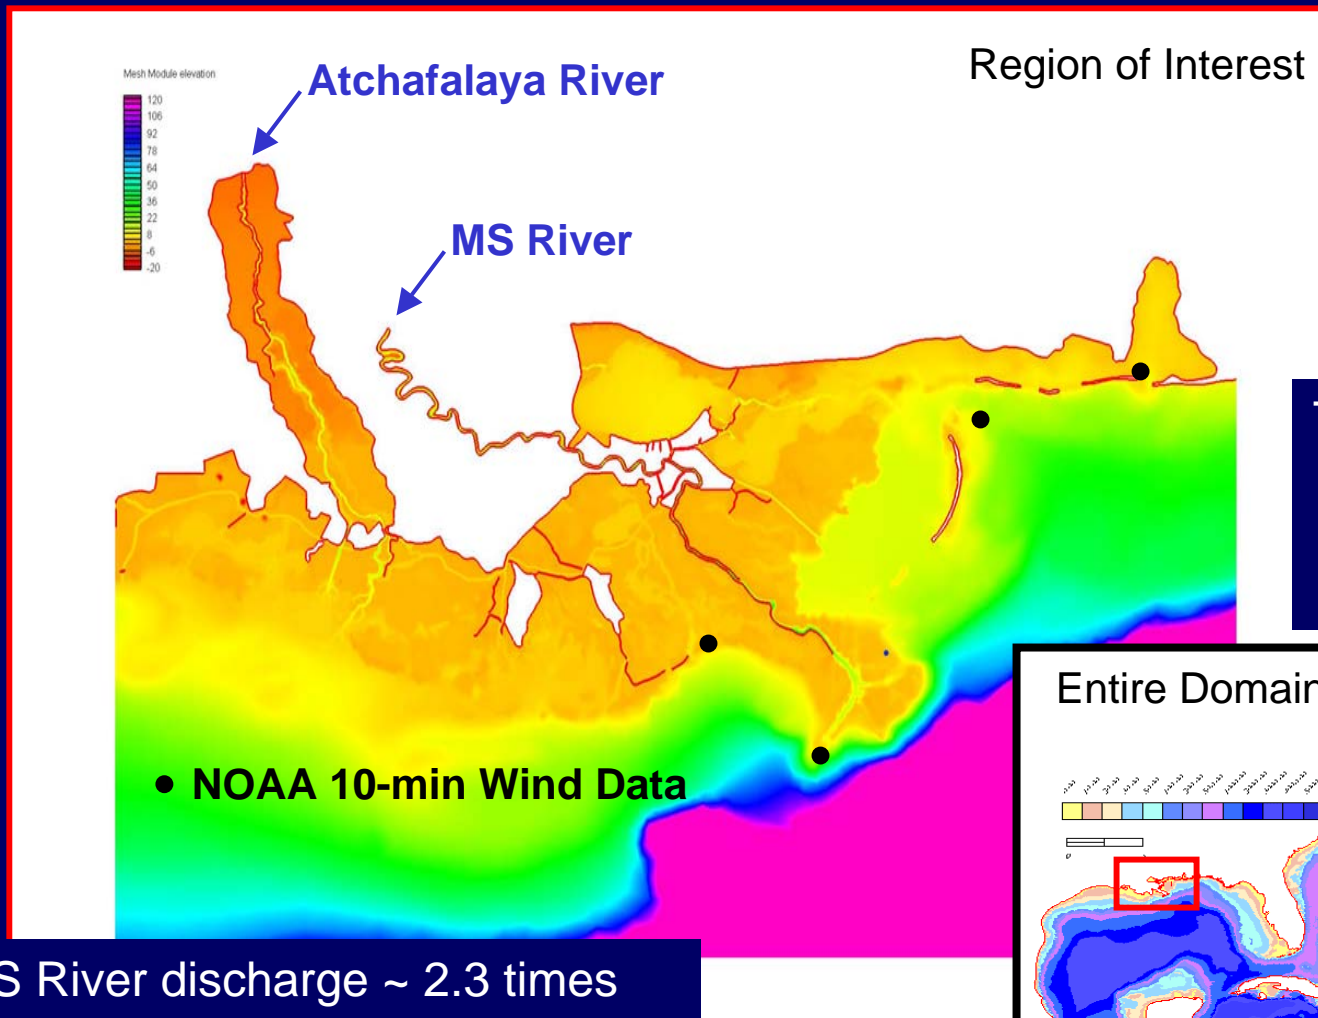 Region of Interest
Mesh Module elevation
Atchafalaya River
120
106
92
78
64
50
36
22
8
-6
-20
MS River
Entire Domain
● NOAA 10-min Wind Data
S River discharge ~ 2.3 times